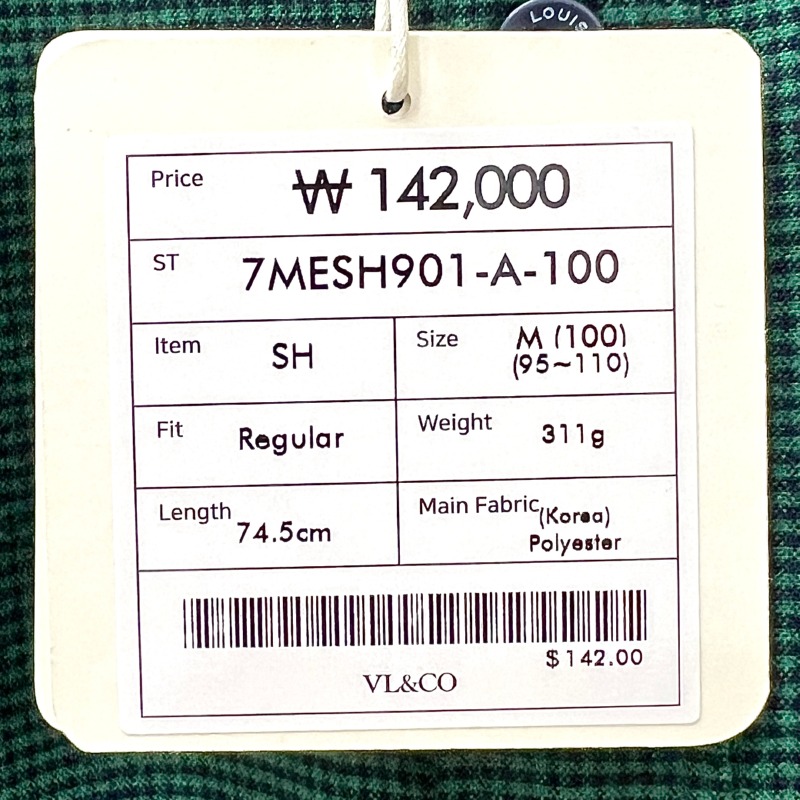 LOUIS
Price ₩ 142,000
ST 7MESH901-A-100
Item SH
Size M (100)
(95~110)
Fit Regular
Weight 311g
Length 74.5cm
Main Fabric (Korea)
Polyester
$142.00
VL&CO